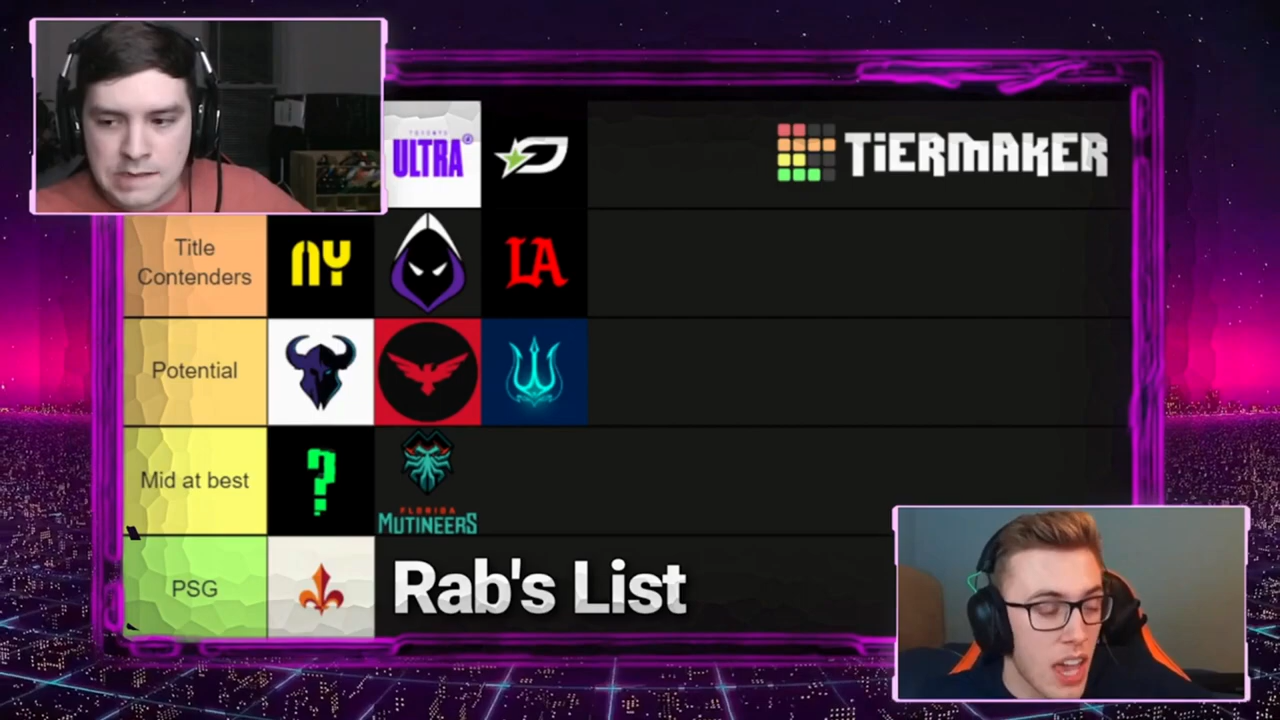 TORONTO
ULTRA
TiERMAKER
Title
Contenders
NY
LA
Potential
Mid at best
?
FLORIDA
MUTINEERS
PSG
Rab's List